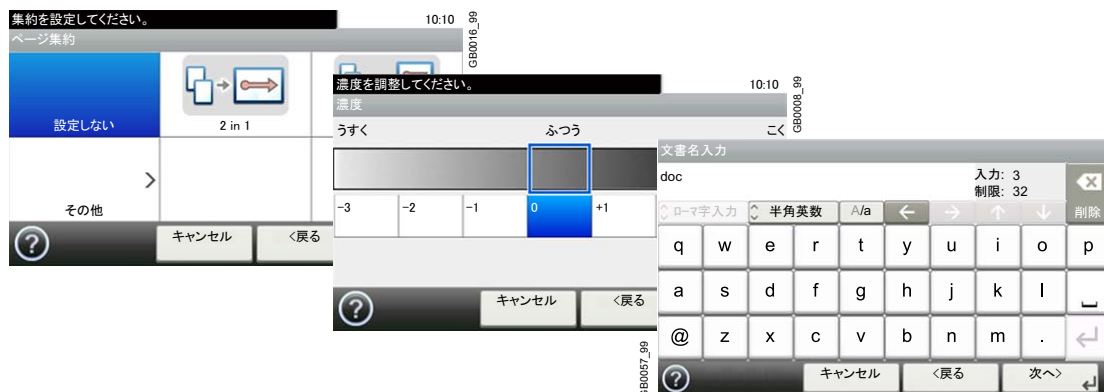 集約を設定してください。 10:10
ページ集約
設定しない
2 in 1
その他
キャンセル
<戻る
GB0016_99
濃度を調整してください。 10:10
濃度
うすく ふつう こく
-3 -2 -1 0 +1
キャンセル
<戻る
GB0008_99
文書名入力
doc
入力: 3
制限: 32
ローマ字入力 半角英数 A/a ← → ↑ ↓ 削除
q w e r t y u i o p
a s d f g h j k l
@ z x c v b n m .
キャンセル <戻る 次へ>
GB0057_99